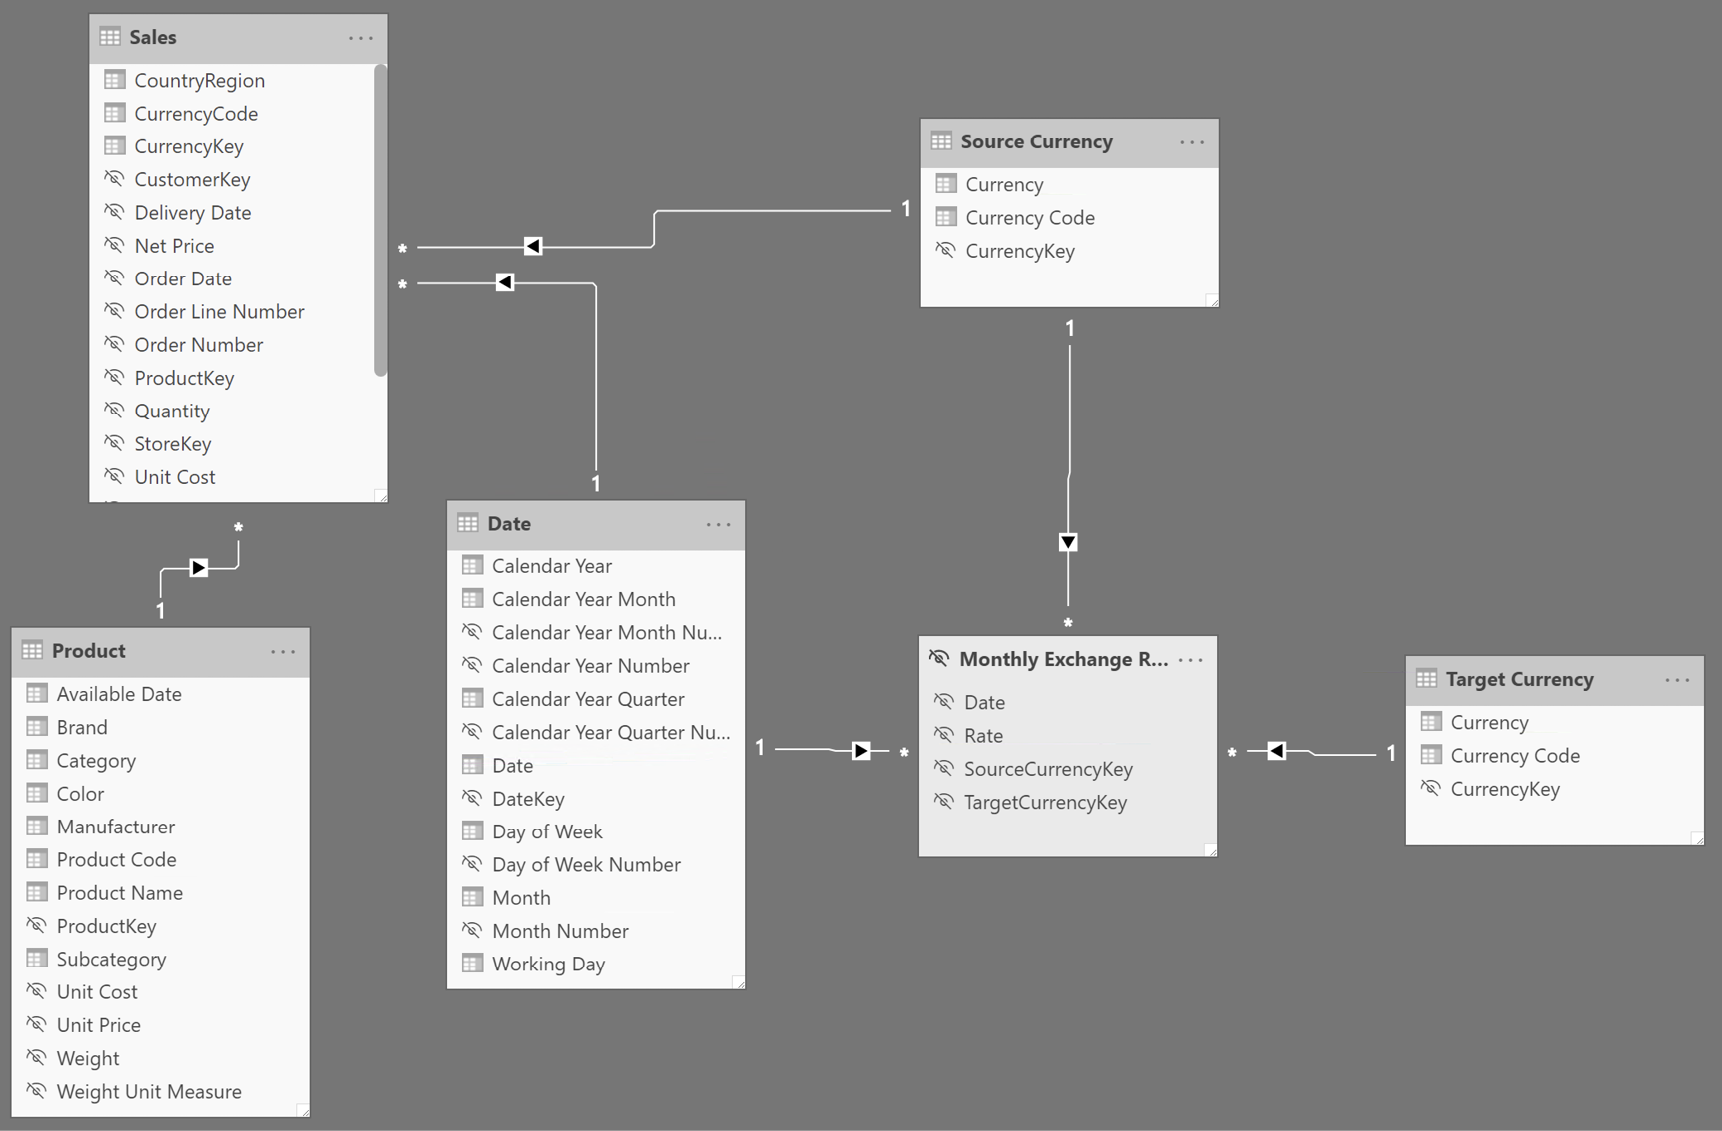 Sales
CountryRegion
CurrencyCode
CurrencyKey
CustomerKey
Delivery Date
Net Price
Order Date
Order Line Number
Order Number
ProductKey
Quantity
StoreKey
Unit Cost
*
*
*
1
1
Source Currency
Currency
Currency Code
CurrencyKey
1
1
*
Product
Available Date
Brand
Category
Color
Manufacturer
Product Code
Product Name
ProductKey
Subcategory
Unit Cost
Unit Price
Weight
Weight Unit Measure
Date
Calendar Year
Calendar Year Month
Calendar Year Month Nu...
Calendar Year Number
Calendar Year Quarter
Calendar Year Quarter Nu...
Date
DateKey
Day of Week
Day of Week Number
Month
Month Number
Working Day
1
*
Monthly Exchange R...
Date
Rate
SourceCurrencyKey
TargetCurrencyKey
*
1
Target Currency
Currency
Currency Code
CurrencyKey